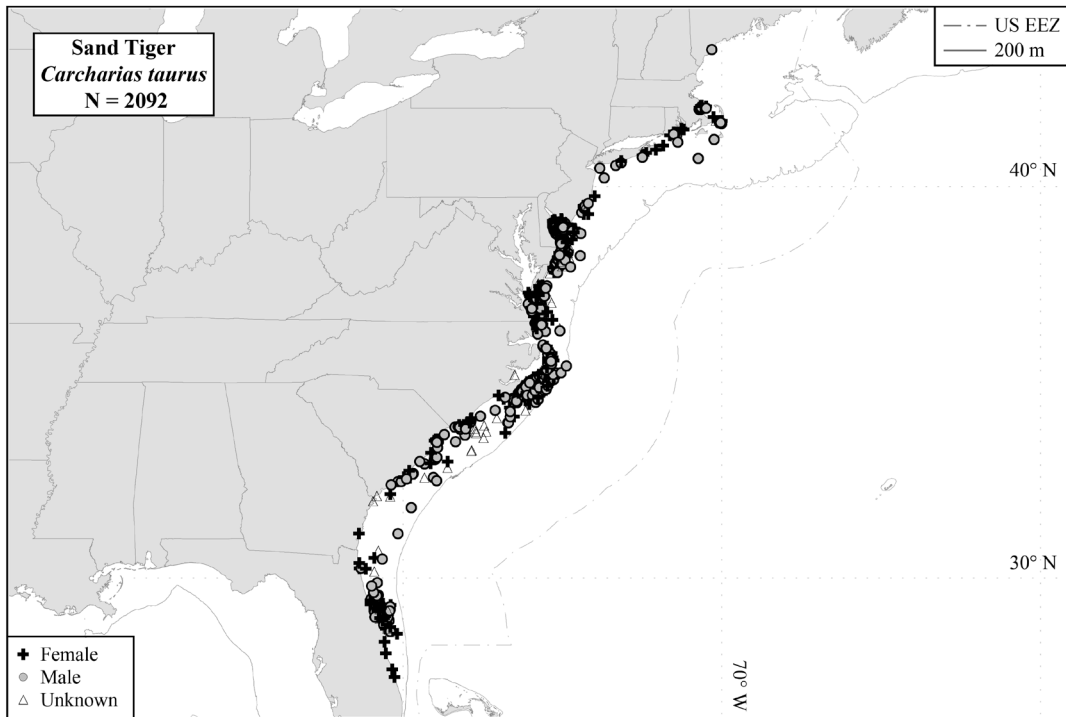 Sand Tiger
Carcharias taurus
N = 2092
US EEZ
200 m
40° N
30° N
70° W
Female
Male
Unknown